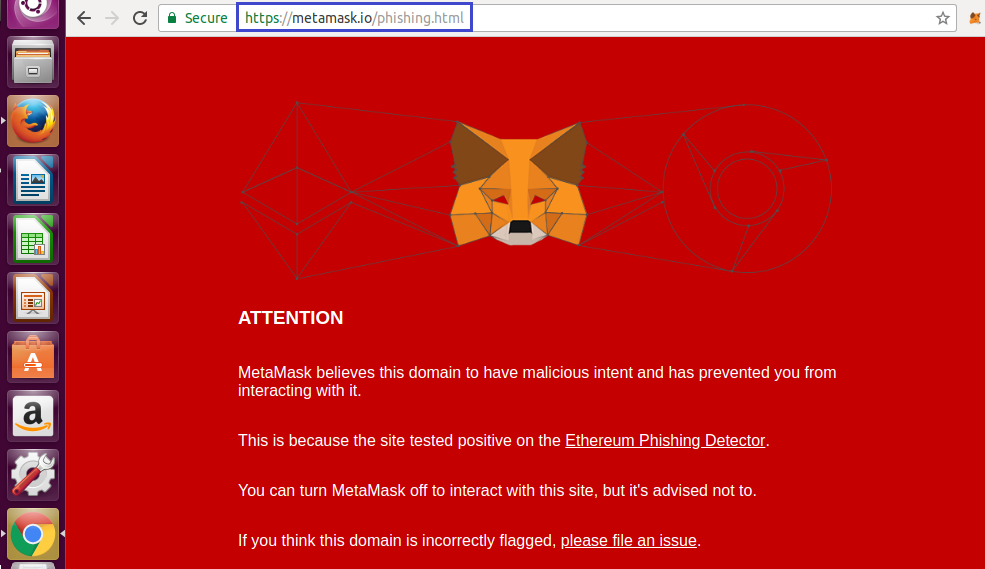 Secure https://metamask.io/phishing.html
ATTENTION
MetaMask believes this domain to have malicious intent and has prevented you from
interacting with it.
This is because the site tested positive on the Ethereum Phishing Detector.
You can turn MetaMask off to interact with this site, but it's advised not to.
If you think this domain is incorrectly flagged, please file an issue.